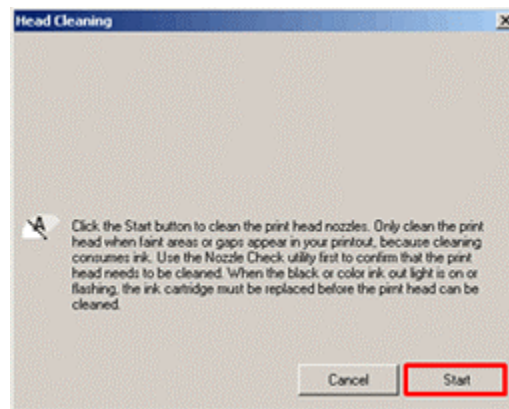 Head Cleaning
Click the Start button to clean the print head nozzles. Only clean the print
head when faint areas or gaps appear in your printout, because cleaning
consumes ink. Use the Nozzle Check utility first to confirm that the print
head needs to be cleaned. When the black or color ink out light is on or
flashing, the ink cartridge must be replaced before the pirnt head can be
cleaned.
Cancel
Start